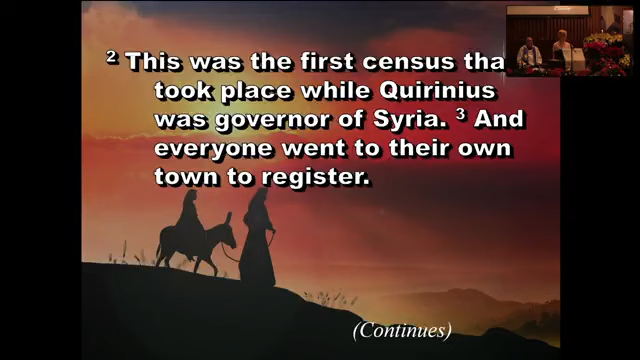 2 This was the first census tha
took place while Quirinius
was governor of Syria. 3 And
everyone went to their own
town to register.
(Continues)